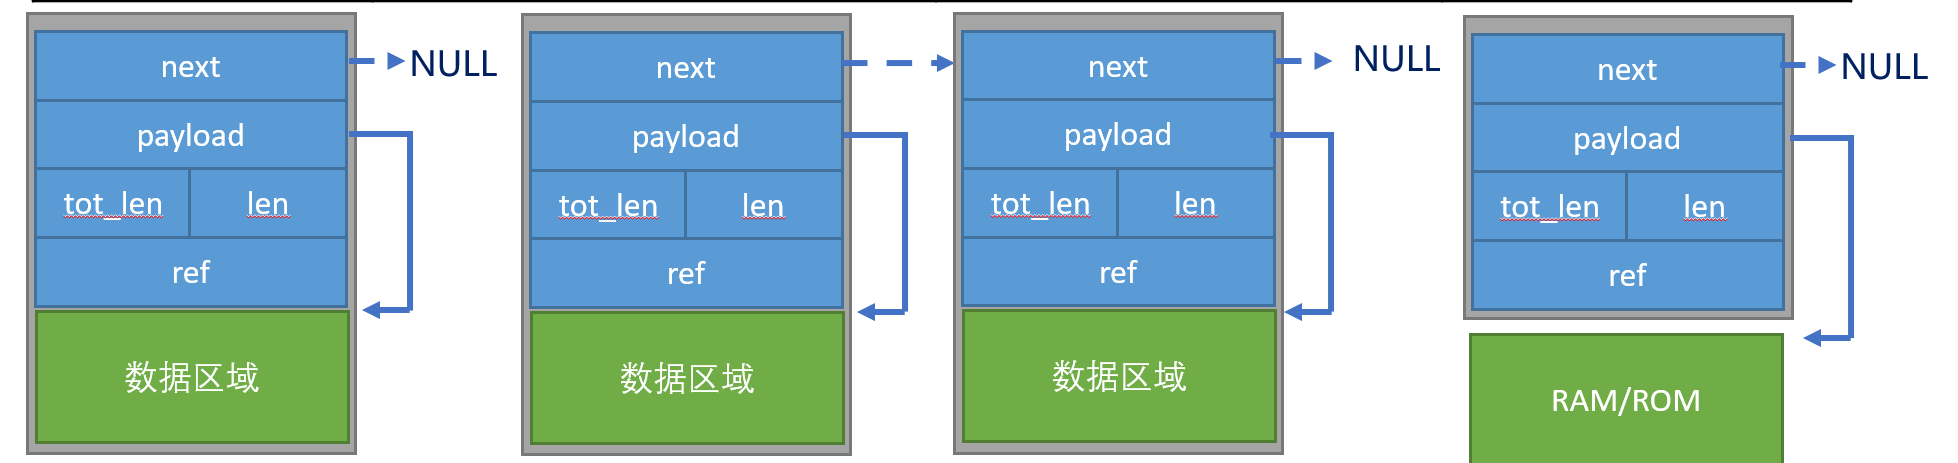 next
NULL
payload
tot_len
len
ref
数据区域
next
payload
tot_len
len
ref
数据区域
next
NULL
payload
tot_len
len
ref
数据区域
next
NULL
payload
tot_len
len
ref
RAM/ROM